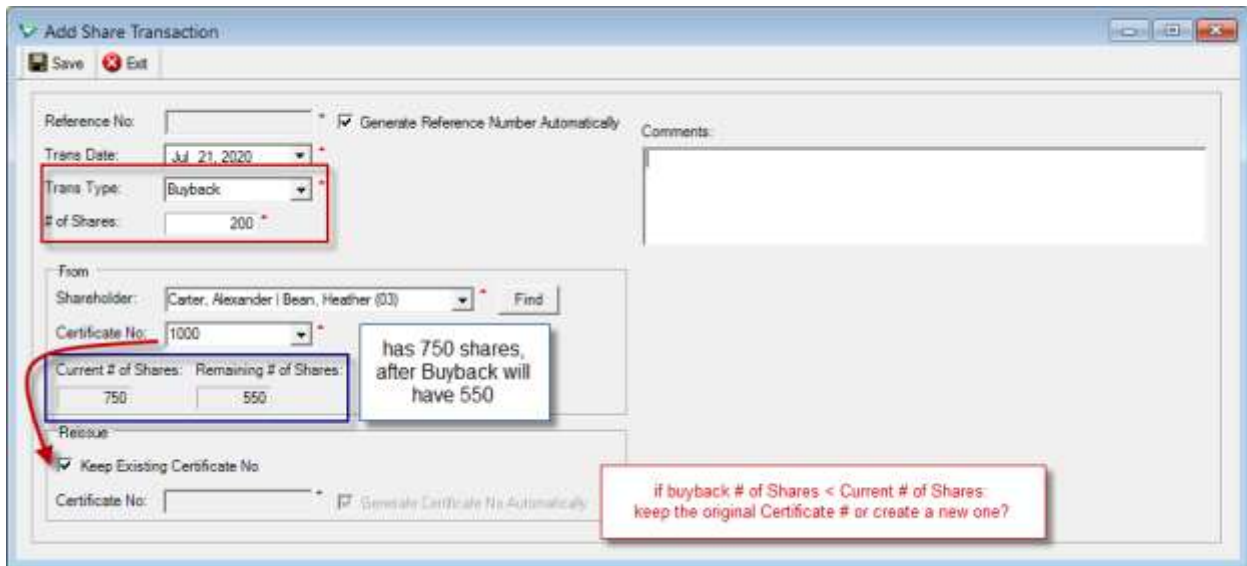 Add Share Transaction
Save Exit
Reference No: * Generate Reference Number Automatically
Comments:
Trans Date: Jul 21, 2020 *
Trans Type: Buyback *
# of Shares: 200 *
From
Shareholder: Carter, Alexander | Bean, Heather (03) * Find
Certificate No: 1000 *
has 750 shares,
after Buyback will
have 550
Current # of Shares: Remaining # of Shares:
750 550
Reissue
Keep Existing Certificate No
Certificate No: * Generate Certificate No Automatically
if buyback # of Shares < Current # of Shares:
keep the original Certificate # or create a new one?